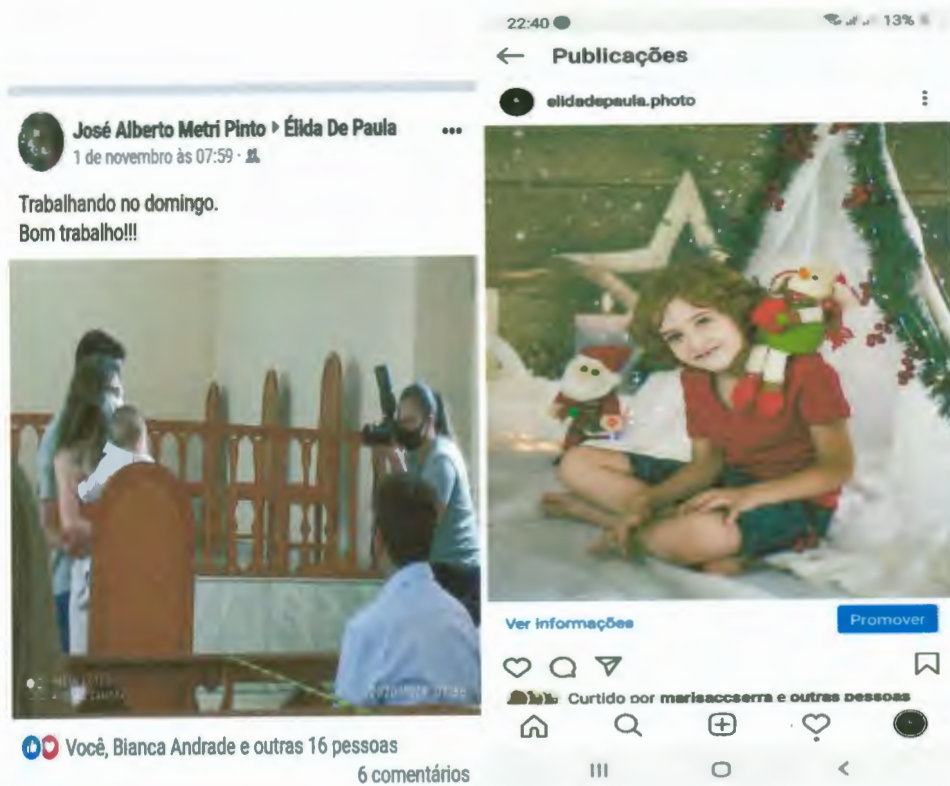 José Alberto Metri Pinto ▸ Élida De Paula
1 de novembro às 07:59 ·
Trabalhando no domingo.
Bom trabalho!!!
Você, Bianca Andrade e outras 16 pessoas
6 comentários
22:40
13%
Publicações
elidadepaula.photo
Ver informações
Promover
Curtido por marisaccserra e outras pessoas